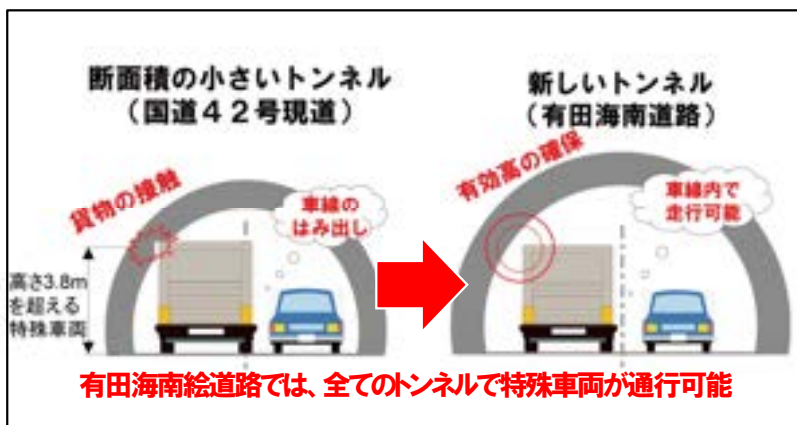 断面積の小さいトンネル
（国道４２号現道）
貨物の接触
車線の
はみ出し
高さ3.8m
を超える
特殊車両
新しいトンネル
（有田海南道路）
有効高の確保
車線内で
走行可能
有田海南絵道路では、全てのトンネルで特殊車両が通行可能